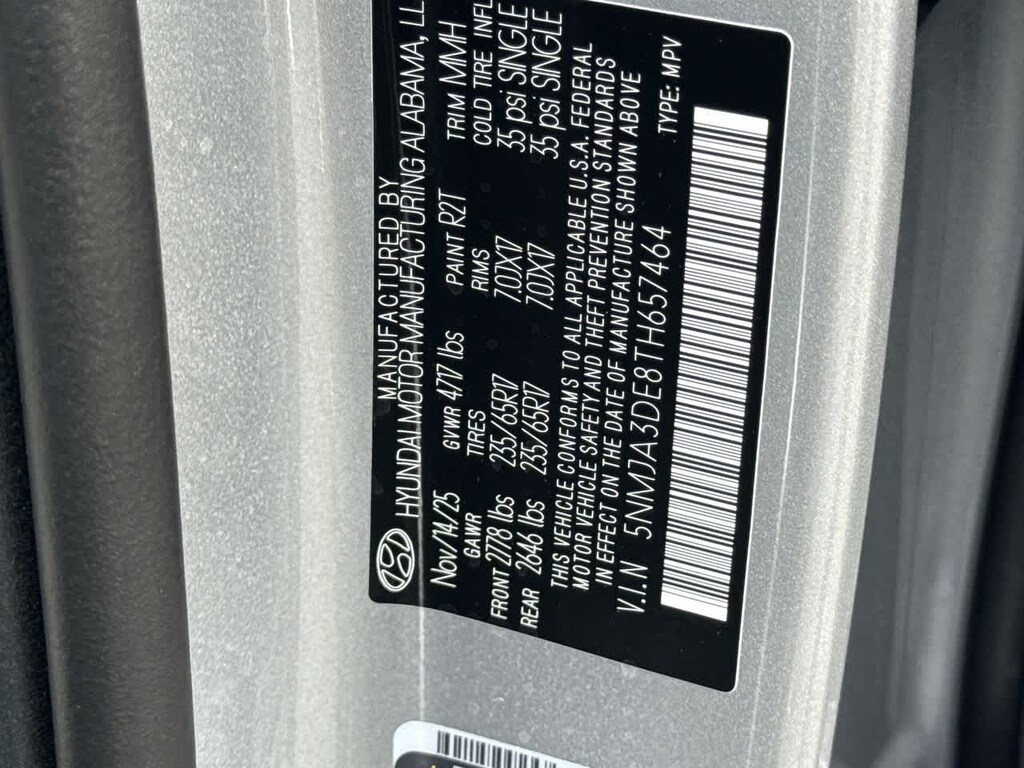 MANUFACTURED BY
HYUNDAI MOTOR MANUFACTURING ALABAMA, LL
Nov/14/25 GVWR 4717 lbs PAINT R2T TRIM MMH
GAWR TIRES RIMS COLD TIRE INFL
FRONT 2778 lbs 235/65R17 7.0JX17 35 psi SINGLE
REAR 2646 lbs 235/65R17 7.0JX17 35 psi SINGLE
THIS VEHICLE CONFORMS TO ALL APPLICABLE U.S.A. FEDERAL
MOTOR VEHICLE SAFETY AND THEFT PREVENTION STANDARDS
IN EFFECT ON THE DATE OF MANUFACTURE SHOWN ABOVE
V.I.N 5NMJA3DE8TH657464 TYPE: MPV